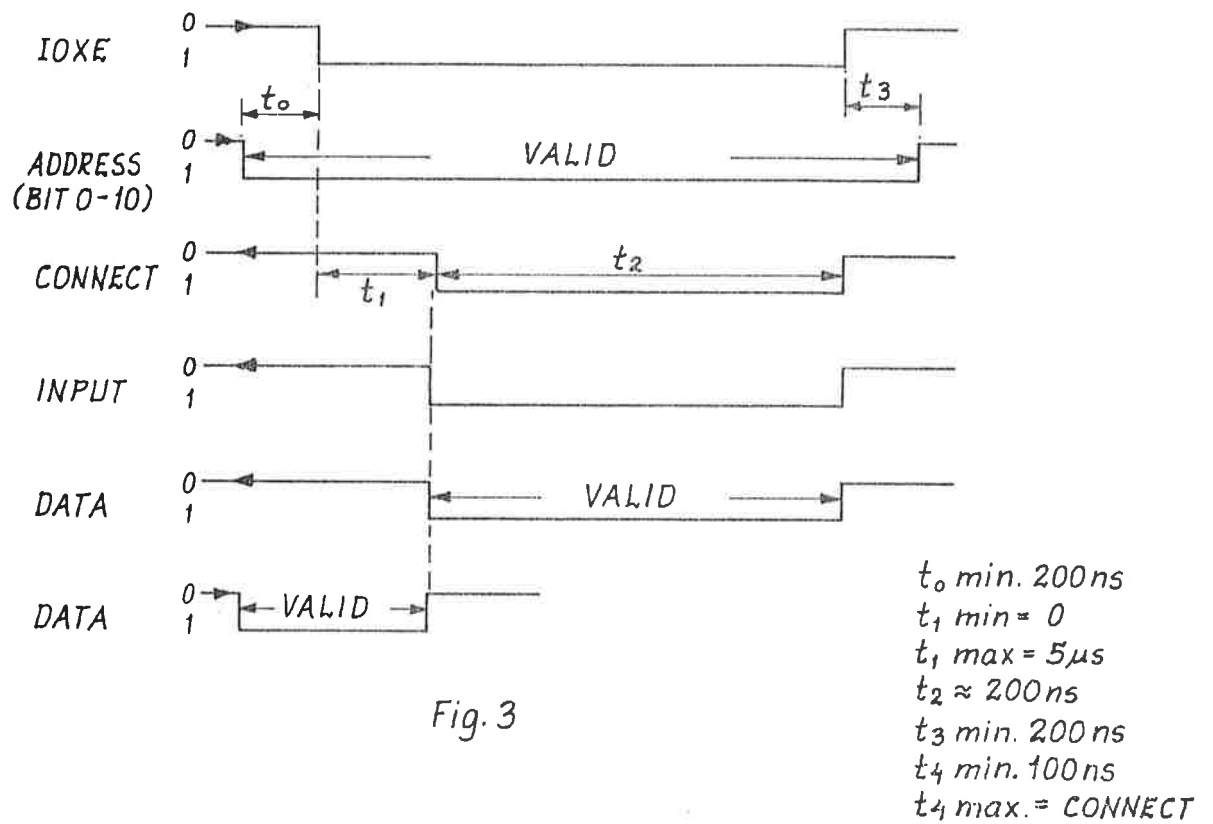 IOXE
0
1
t₀
t₃
ADDRESS
(BIT 0-10)
0
1
VALID
CONNECT
0
1
t₁
t₂
INPUT
0
1
DATA
0
1
VALID
DATA
0
1
VALID
Fig. 3
t₀ min. 200ns
t₁ min = 0
t₁ max = 5μs
t₂ ≈ 200ns
t₃ min. 200ns
t₄ min. 100ns
t₄ max. = CONNECT